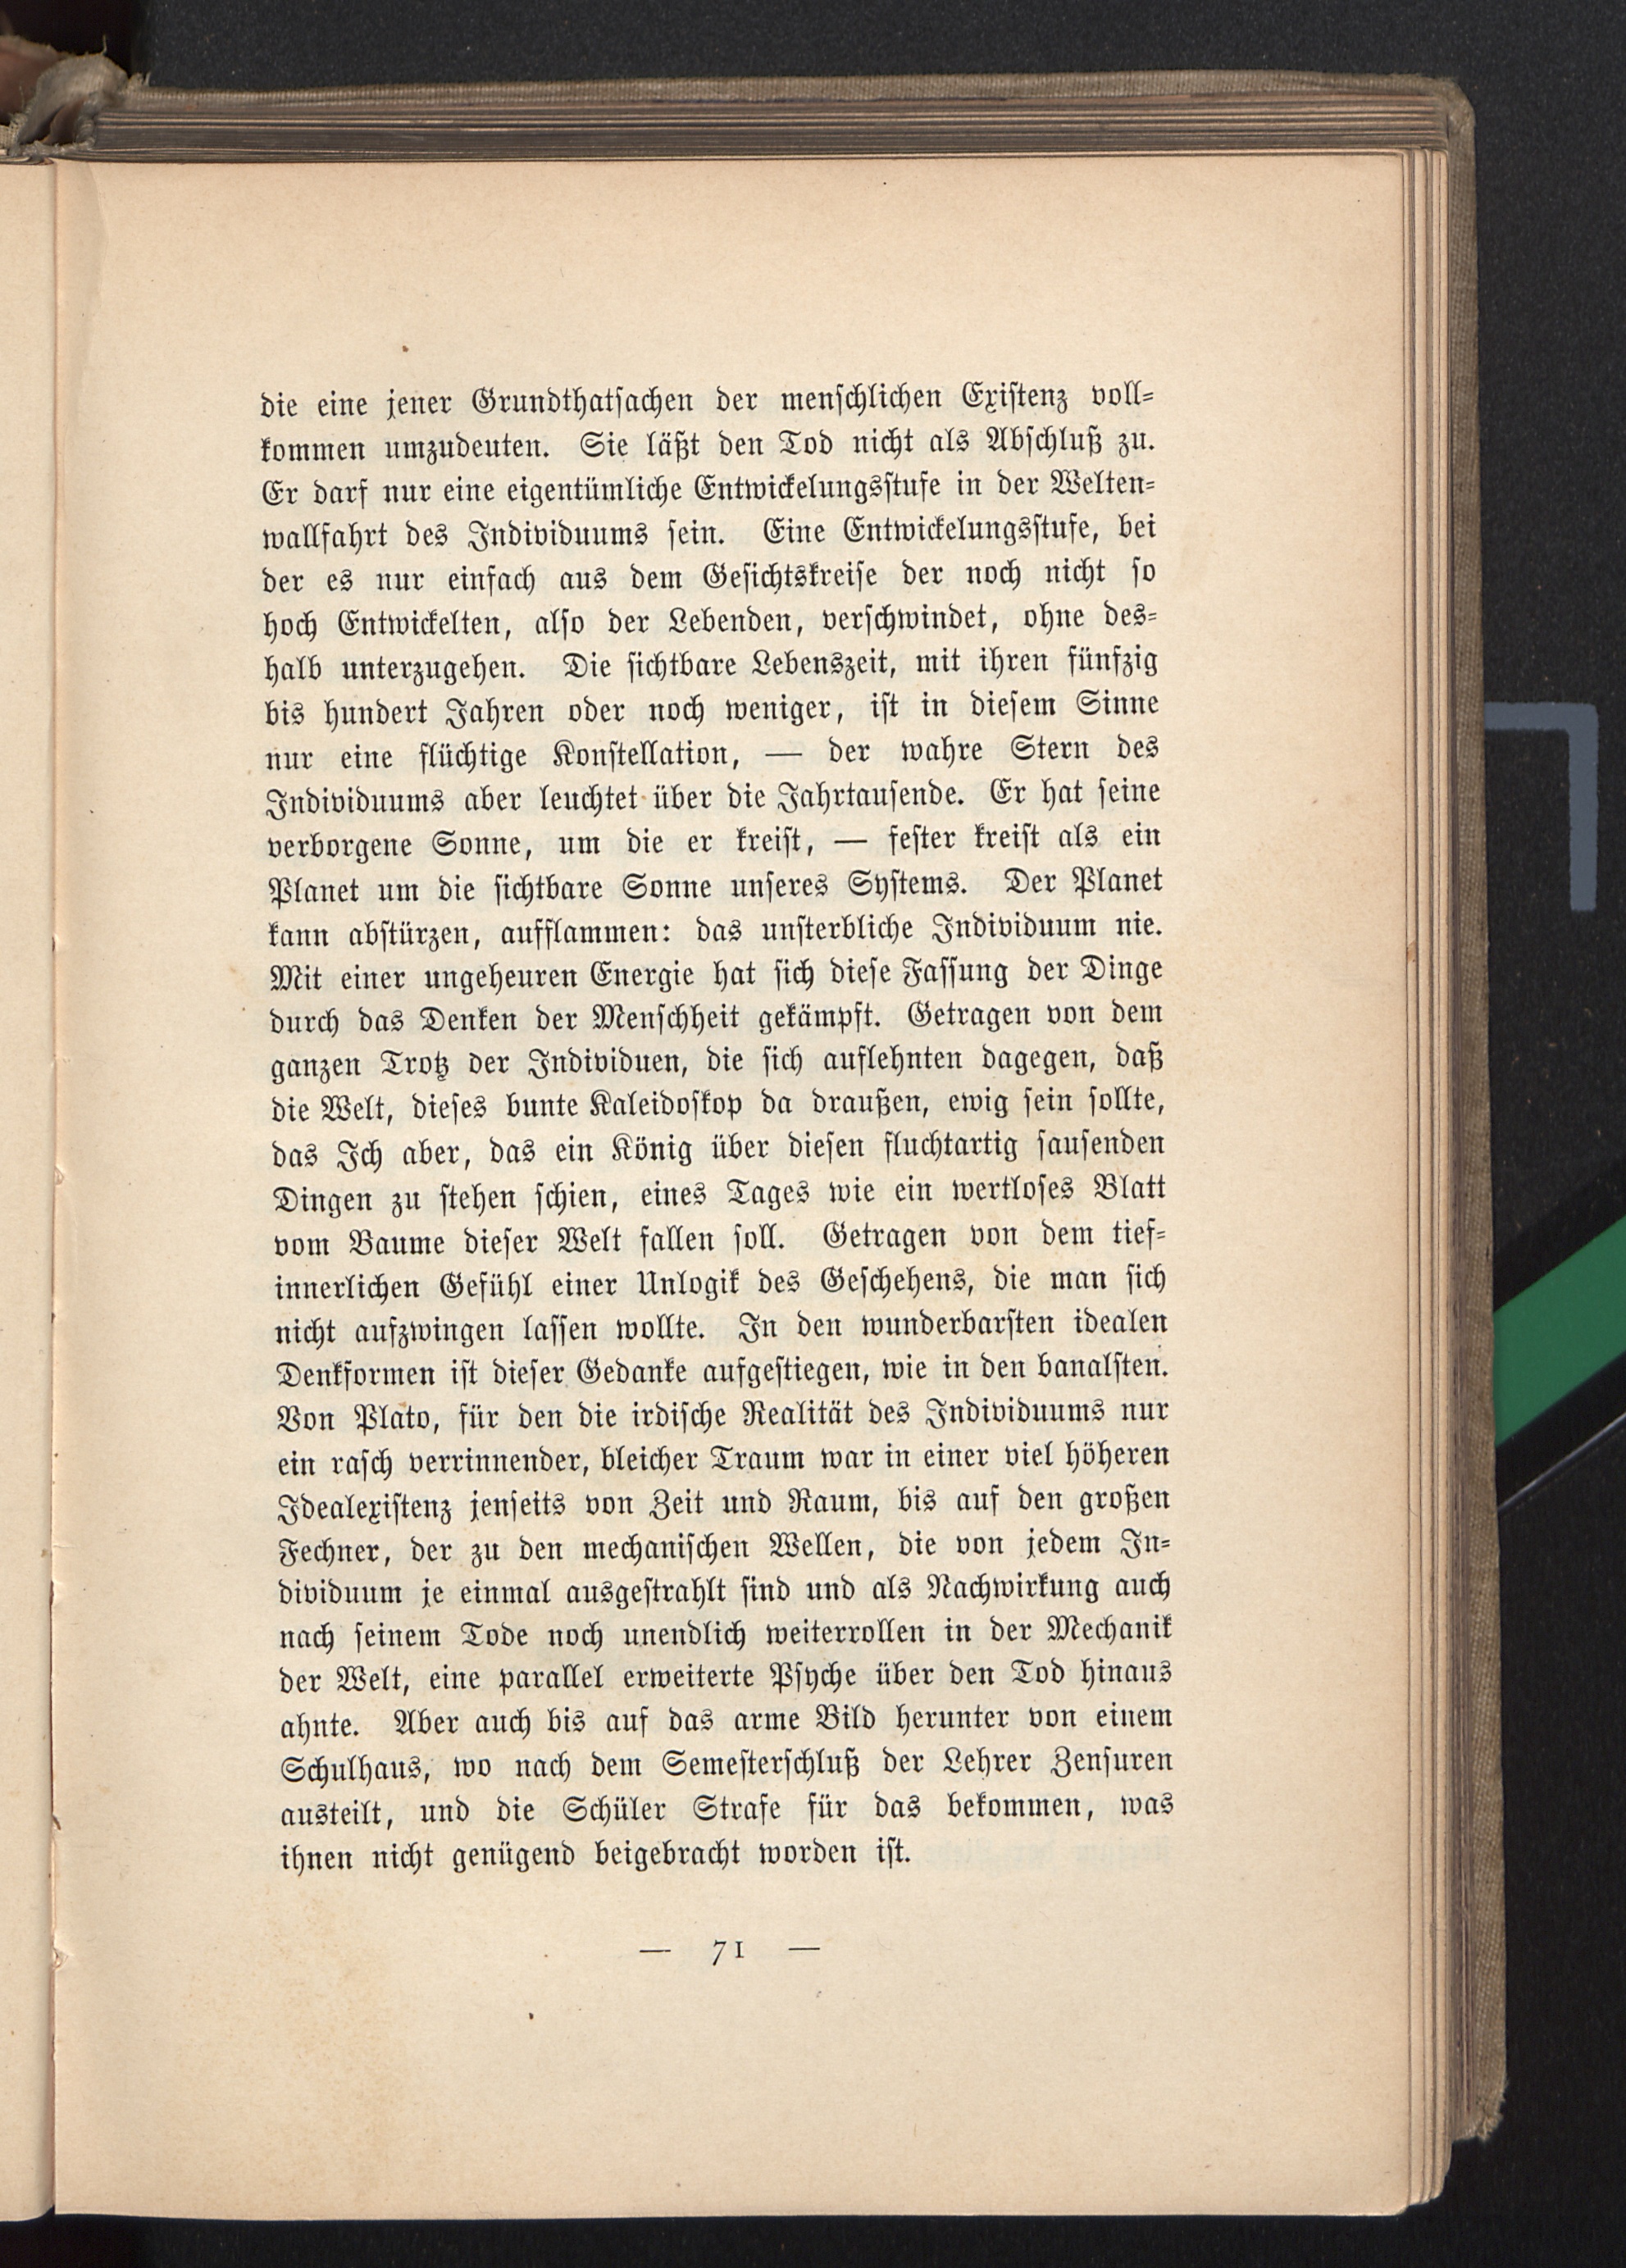 die eine jener Grundthatsachen der menschlichen Existenz voll-
kommen umzudeuten. Sie läßt den Tod nicht als Abschluß zu.
Er darf nur eine eigentümliche Entwickelungsstufe in der Welten-
wallfahrt des Individuums sein. Eine Entwickelungsstufe, bei
der es nur einfach aus dem Gesichtskreise der noch nicht so
hoch Entwickelten, also der Lebenden, verschwindet, ohne des-
halb unterzugehen. Die sichtbare Lebenszeit, mit ihren fünfzig
bis hundert Jahren oder noch weniger, ist in diesem Sinne
nur eine flüchtige Konstellation, — der wahre Stern des
Individuums aber leuchtet über die Jahrtausende. Er hat seine
verborgene Sonne, um die er kreist, — fester kreist als ein
Planet um die sichtbare Sonne unseres Systems. Der Planet
kann abstürzen, aufflammen: das unsterbliche Individuum nie.
Mit einer ungeheuren Energie hat sich diese Fassung der Dinge
durch das Denken der Menschheit gekämpft. Getragen von dem
ganzen Trotz der Individuen, die sich auflehnten dagegen, daß
die Welt, dieses bunte Kaleidoskop da draußen, ewig sein sollte,
das Ich aber, das ein König über diesen fluchtartig sausenden
Dingen zu stehen schien, eines Tages wie ein wertloses Blatt
vom Baume dieser Welt fallen soll. Getragen von dem tief-
innerlichen Gefühl einer Unlogik des Geschehens, die man sich
nicht aufzwingen lassen wollte. In den wunderbarsten idealen
Denkformen ist dieser Gedanke aufgestiegen, wie in den banalsten.
Von Plato, für den die irdische Realität des Individuums nur
ein rasch verrinnender, bleicher Traum war in einer viel höheren
Idealexistenz jenseits von Zeit und Raum, bis auf den großen
Fechner, der zu den mechanischen Wellen, die von jedem In-
dividuum je einmal ausgestrahlt sind und als Nachwirkung auch
nach seinem Tode noch unendlich weiterrollen in der Mechanik
der Welt, eine parallel erweiterte Psyche über den Tod hinaus
ahnte. Aber auch bis auf das arme Bild herunter von einem
Schulhaus, wo nach dem Semesterschluß der Lehrer Zensuren
austeilt, und die Schüler Strafe für das bekommen, was
ihnen nicht genügend beigebracht worden ist.
— 71 —